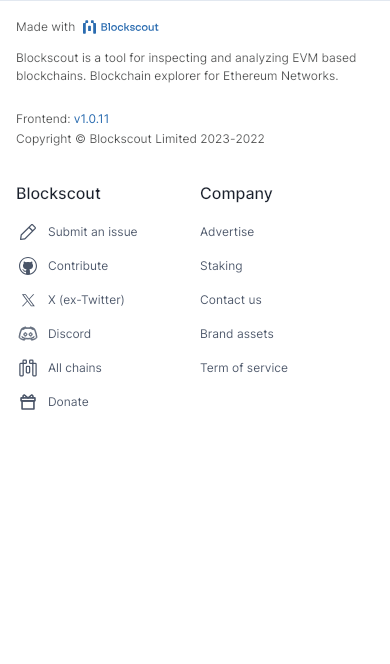 Made with Blockscout
Blockscout is a tool for inspecting and analyzing EVM based
blockchains. Blockchain explorer for Ethereum Networks.
Frontend: v1.0.11
Copyright © Blockscout Limited 2023-2022
Blockscout
Submit an issue
Contribute
X (ex-Twitter)
Discord
All chains
Donate
Company
Advertise
Staking
Contact us
Brand assets
Term of service